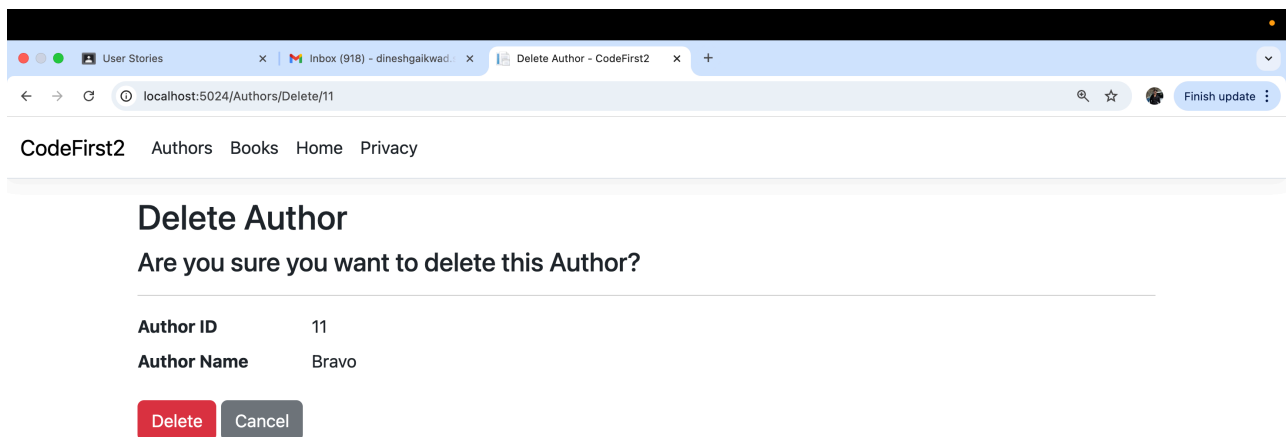 User Stories
Inbox (918) - dineshgaikwad.
Delete Author - CodeFirst2
localhost:5024/Authors/Delete/11
Finish update
CodeFirst2 Authors Books Home Privacy
Delete Author
Are you sure you want to delete this Author?
Author ID 11
Author Name Bravo
Delete Cancel